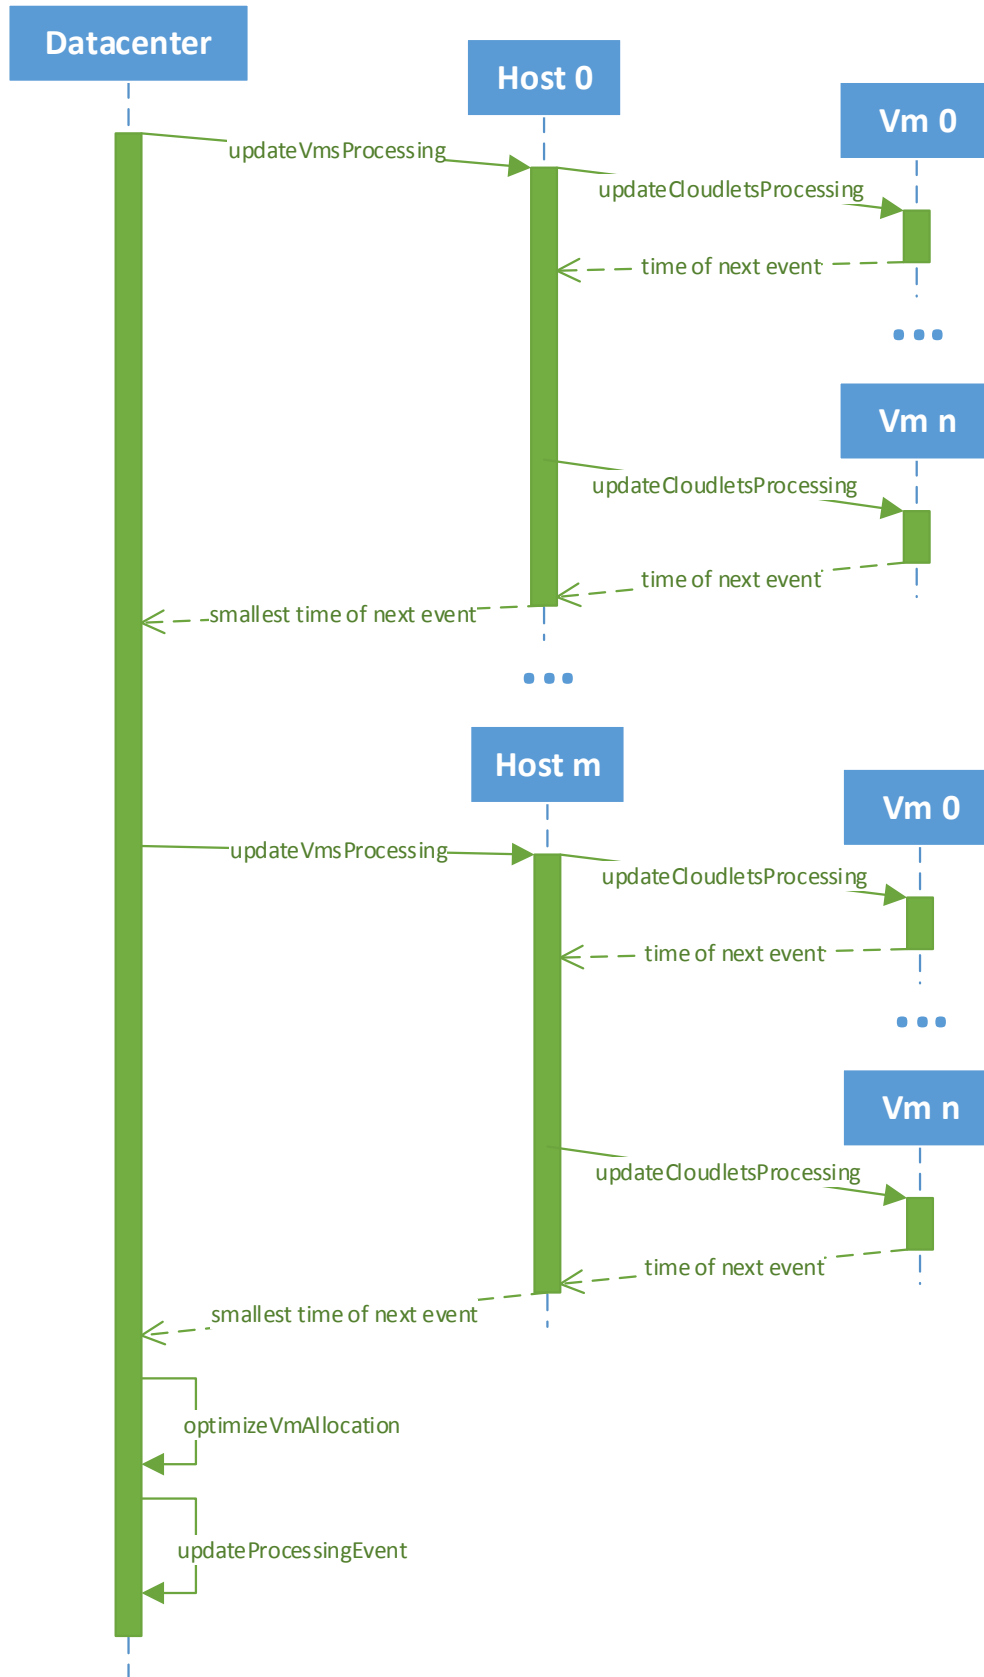 Datacenter
Host 0
Vm 0
updateVmsProcessing
updateCloudletsProcessing
time of next event
...
Vm n
updateCloudletsProcessing
time of next event
smallest time of next event
...
Host m
Vm 0
updateVmsProcessing
updateCloudletsProcessing
time of next event
...
Vm n
updateCloudletsProcessing
time of next event
smallest time of next event
optimizeVmAllocation
updateProcessingEvent